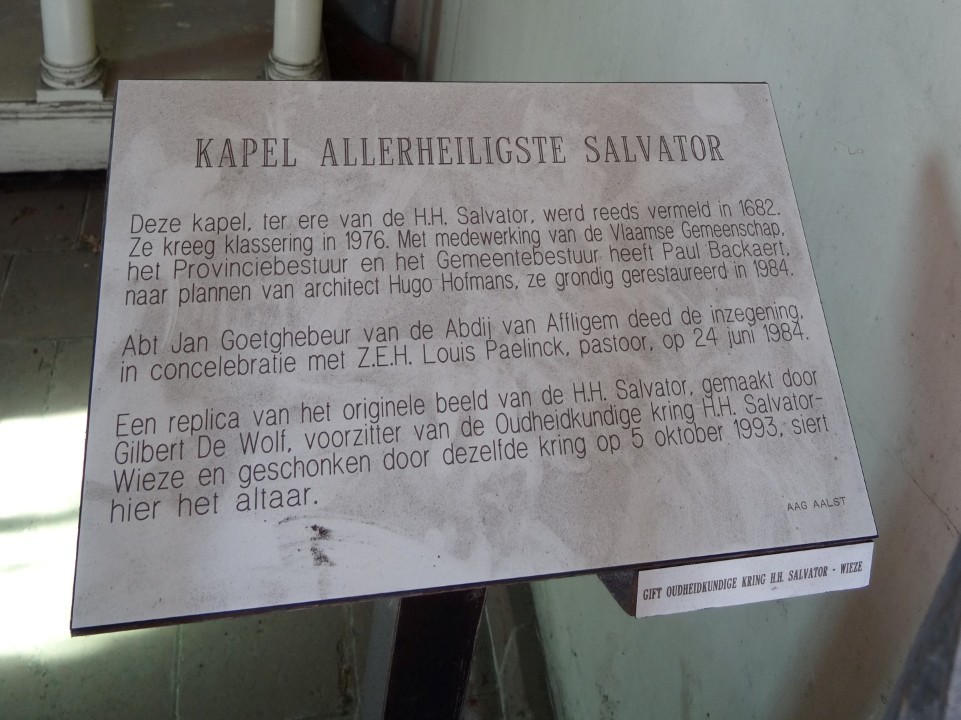 KAPEL ALLERHEILIGSTE SALVATOR
Deze kapel, ter ere van de H.H. Salvator, werd reeds vermeld in 1682.
Ze kreeg klassering in 1976. Met medewerking van de Vlaamse Gemeenschap,
het Provinciebestuur en het Gemeentebestuur heeft Paul Backaert,
naar plannen van architect Hugo Hofmans, ze grondig gerestaureerd in 1984.
Abt Jan Goetghebeur van de Abdij van Affligem deed de inzegening,
in concelebratie met Z.E.H. Louis Paelinck, pastoor, op 24 juni 1984.
Een replica van het originele beeld van de H.H. Salvator, gemaakt door
Gilbert De Wolf, voorzitter van de Oudheidkundige kring H.H. Salvator-
Wieze en geschonken door dezelfde kring op 5 oktober 1993, siert
hier het altaar.
AAG AALST
GIFT OUDHEIDKUNDIGE KRING H.H. SALVATOR - WIEZE